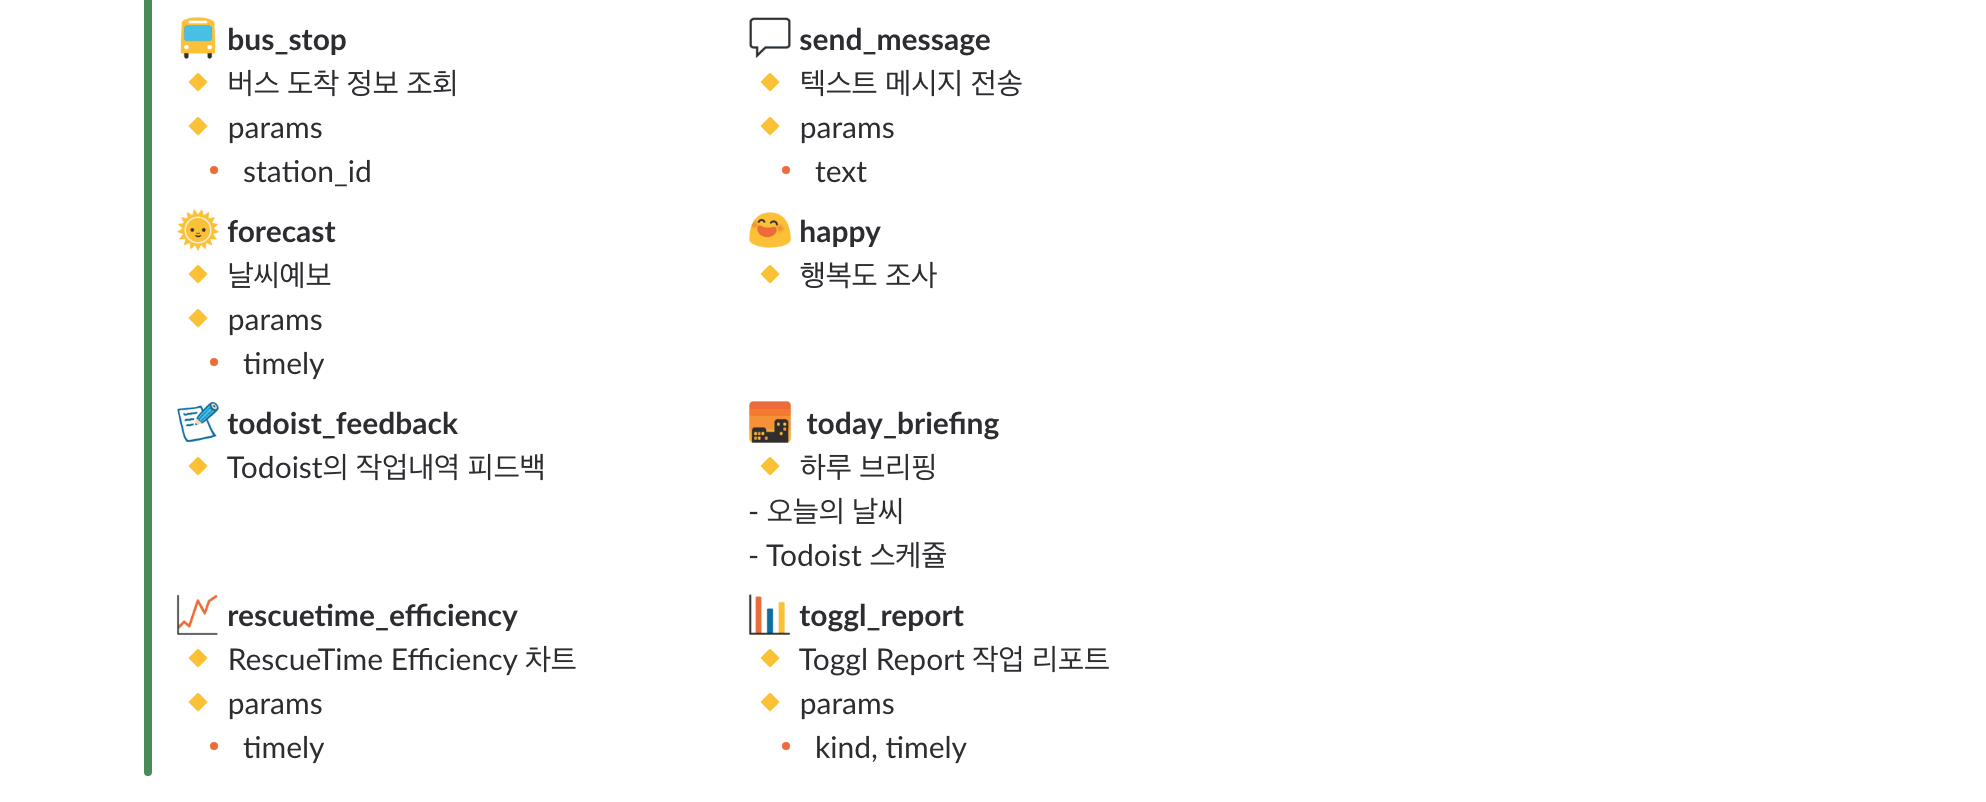 bus_stop
버스 도착 정보 조회
params
station_id
send_message
텍스트 메시지 전송
params
text
forecast
날씨예보
params
timely
happy
행복도 조사
todoist_feedback
Todoist의 작업내역 피드백
today_briefing
하루 브리핑
- 오늘의 날씨
- Todoist 스케쥴
rescuetime_efficiency
RescueTime Efficiency 차트
params
timely
toggl_report
Toggl Report 작업 리포트
params
kind, timely